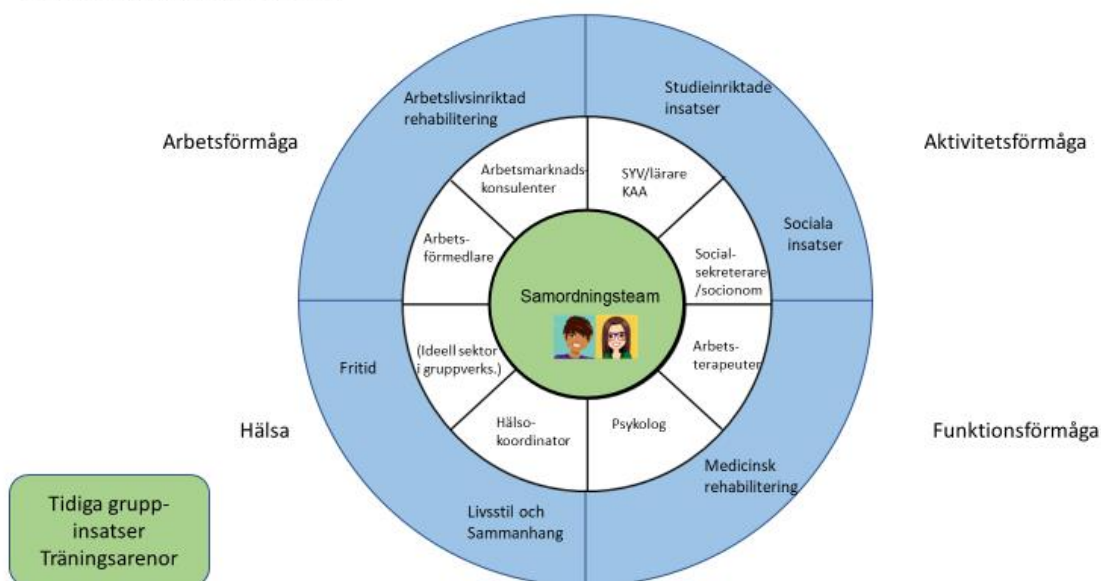 Arbetslivsinriktad
rehabilitering
Studieinriktade
insatser
Arbetsförmåga
Aktivitetsförmåga
Arbetsmarknads-
konsulenter
SYV/lärare
KAA
Arbets-
förmedlare
Social-
sekreterare
/socionom
Sociala
insatser
Samordningsteam
Fritid
(Ideell sektor
i gruppverks.)
Arbets-
terapeuter
Hälso-
koordinator
Psykolog
Hälsa
Funktionsförmåga
Medicinsk
rehabilitering
Livsstil och
Sammanhang
Tidiga grupp-
insatser
Träningsarenor